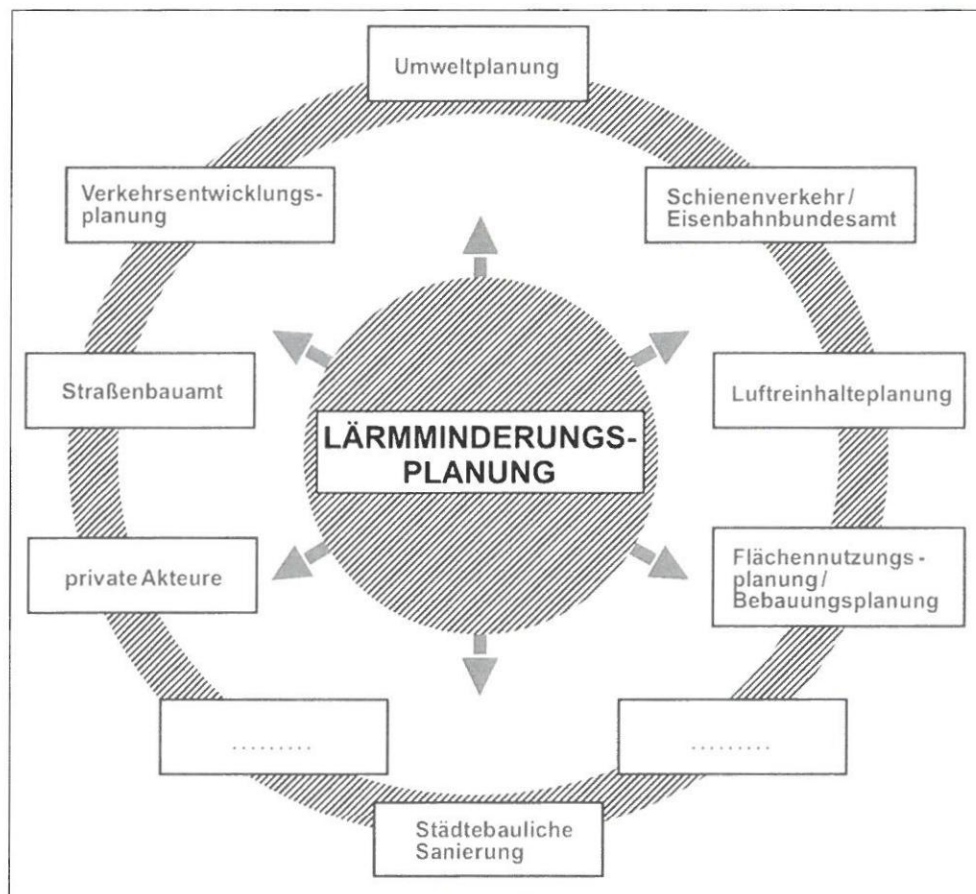 Umweltplanung
Verkehrsentwicklungs-
planung
Schienenverkehr/
Eisenbahnbundesamt
Straßenbauamt
Luftreinhalteplanung
LÄRMMINDERUNGS-
PLANUNG
private Akteure
Flächennutzungs-
planung/
Bebauungsplanung
.........
.........
Städtebauliche
Sanierung